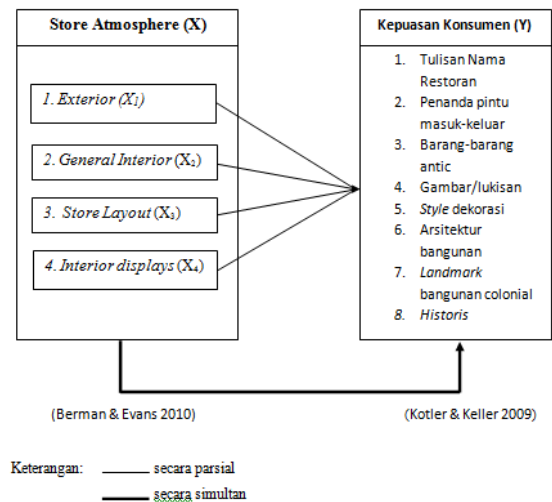 Store Atmosphere (X)
1. Exterior (X₁)
2. General Interior (X₂)
3. Store Layout (X₃)
4. Interior displays (X₄)
Kepuasan Konsumen (Y)
1. Tulisan Nama
Restoran
2. Penanda pintu
masuk-keluar
3. Barang-barang
antic
4. Gambar/lukisan
5. Style dekorasi
6. Arsitektur
bangunan
7. Landmark
bangunan colonial
8. Historis
(Berman & Evans 2010)
(Kotler & Keller 2009)
Keterangan: secara parsial
secara simultan